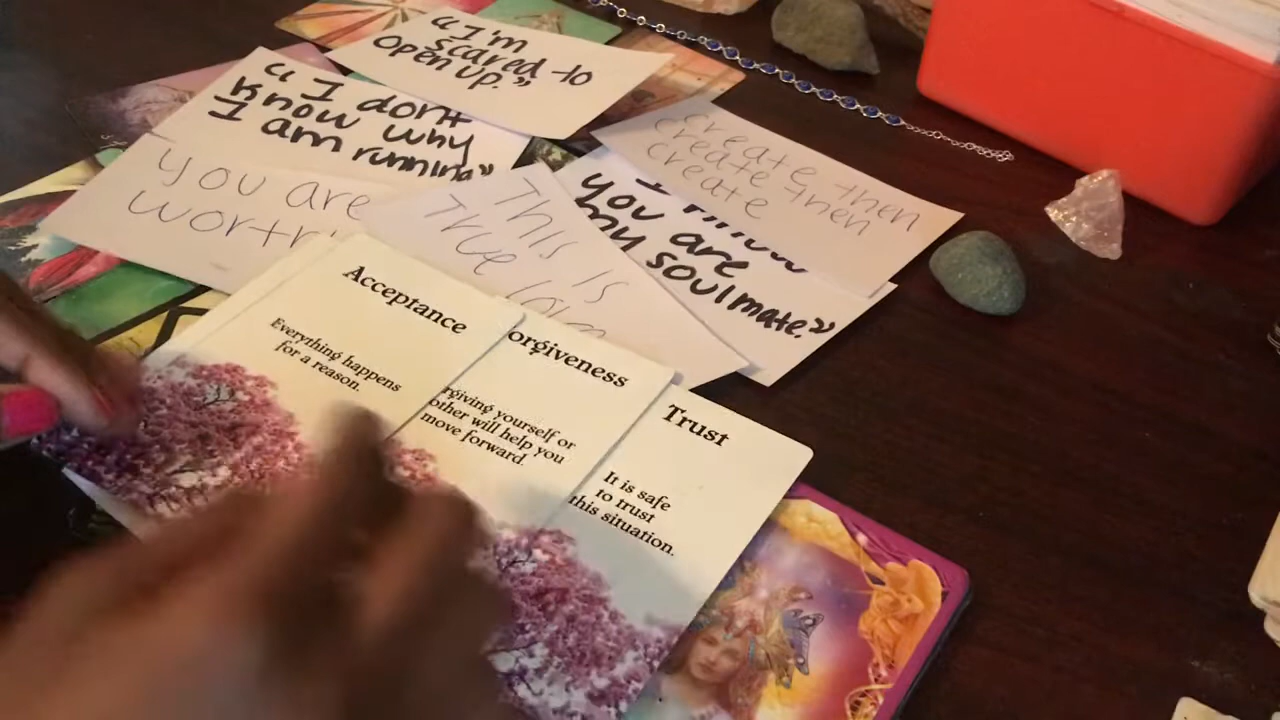 "I'm
scared to
open up."
"I don't
know why
I am running"
You are
create then
create then
create
you are
my soulmate."
This is
True
Acceptance
Everything happens
for a reason.
orgiveness
rgiving yourself or
other will help you
move forward.
Trust
It is safe
to trust
this situation.